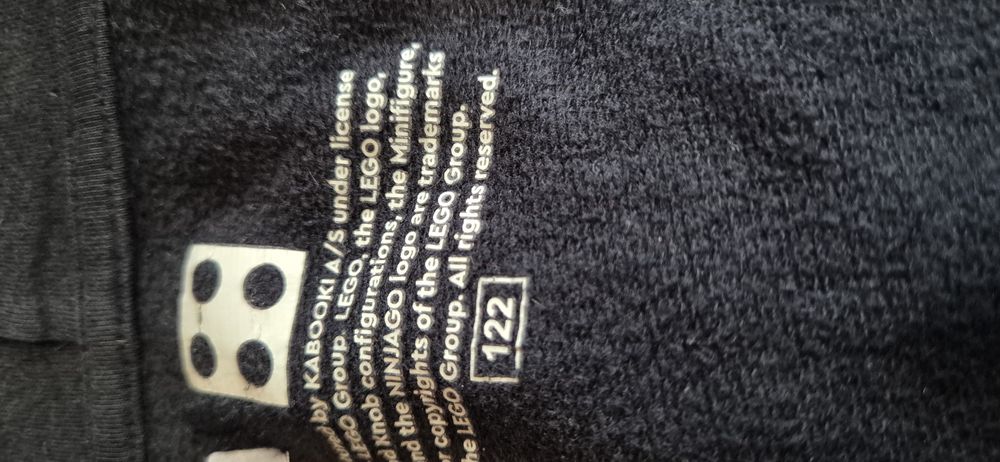 by KABOOKI A/S under license
LEGO Group. LEGO, the LEGO logo,
Knob configurations, the Minifigure,
and the NINJAGO logo are trademarks
copyrights of the LEGO Group.
the LEGO Group. All rights reserved.
122